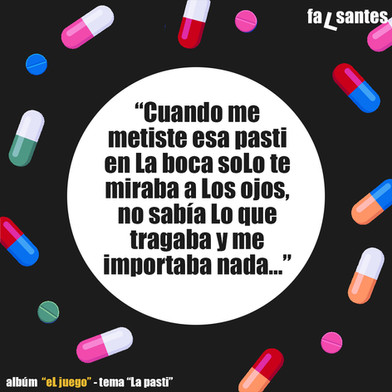 faLsantes
“Cuando me
metiste esa pasti
en La boca soLo te
miraba a Los ojos,
no sabía Lo que
tragaba y me
importaba nada...”
albúm “eL juego” - tema “La pasti”